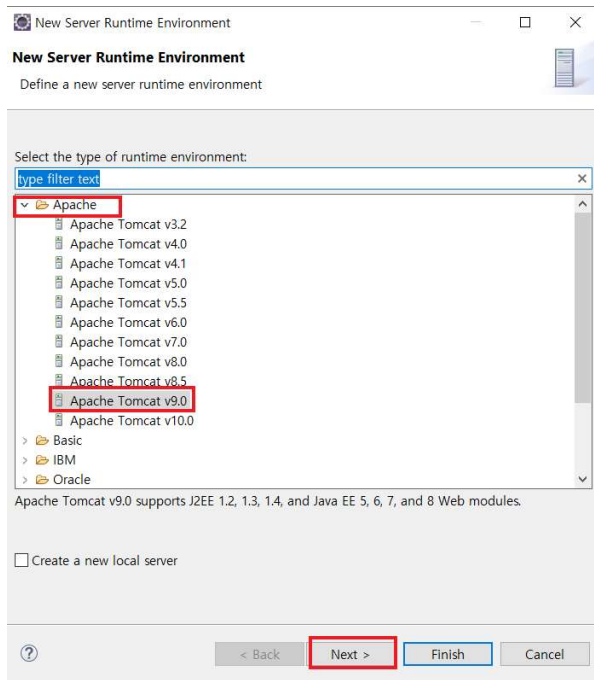 New Server Runtime Environment
New Server Runtime Environment
Define a new server runtime environment
Select the type of runtime environment:
type filter text
Apache
Apache Tomcat v3.2
Apache Tomcat v4.0
Apache Tomcat v4.1
Apache Tomcat v5.0
Apache Tomcat v5.5
Apache Tomcat v6.0
Apache Tomcat v7.0
Apache Tomcat v8.0
Apache Tomcat v8.5
Apache Tomcat v9.0
Apache Tomcat v10.0
Basic
IBM
Oracle
Apache Tomcat v9.0 supports J2EE 1.2, 1.3, 1.4, and Java EE 5, 6, 7, and 8 Web modules.
Create a new local server
? < Back Next > Finish Cancel